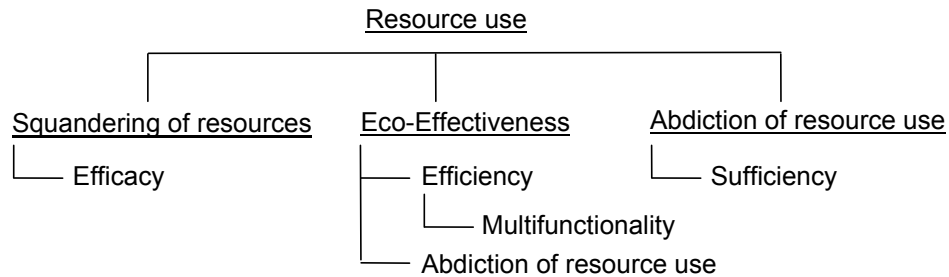 Resource use
Squandering of resources
Eco-Effectiveness
Abdiction of resource use
Efficacy
Efficiency
Sufficiency
Multifunctionality
Abdiction of resource use